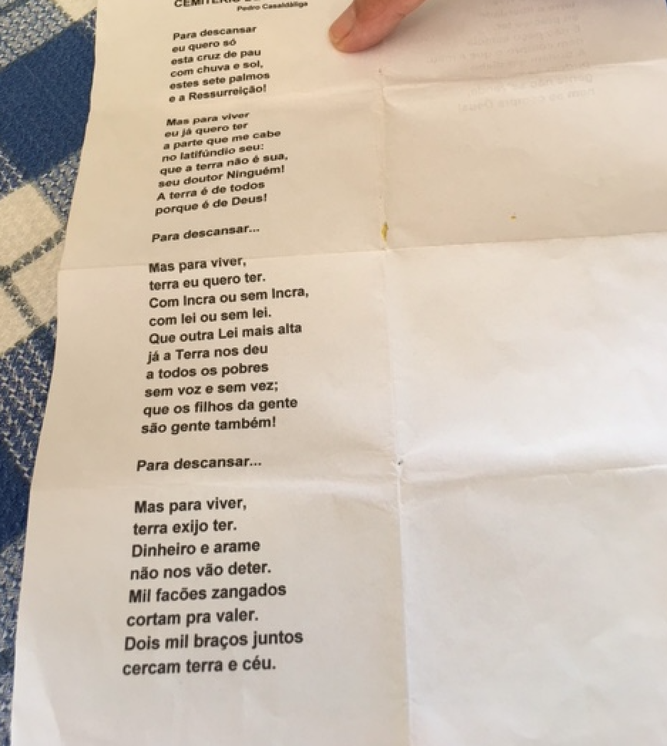 Pedro Casaldáliga
Para descansar
eu quero só
esta cruz de pau
com chuva e sol,
estes sete palmos
e a Ressurreição!
Mas para viver
eu já quero ter
a parte que me cabe
no latifúndio seu:
que a terra não é sua,
seu doutor Ninguém!
A terra é de todos
porque é de Deus!
Para descansar...
Mas para viver,
terra eu quero ter.
Com Incra ou sem Incra,
com lei ou sem lei.
Que outra Lei mais alta
já a Terra nos deu
a todos os pobres
sem voz e sem vez;
que os filhos da gente
são gente também!
Para descansar...
Mas para viver,
terra exijo ter.
Dinheiro e arame
não nos vão deter.
Mil facões zangados
cortam pra valer.
Dois mil braços juntos
cercam terra e céu.